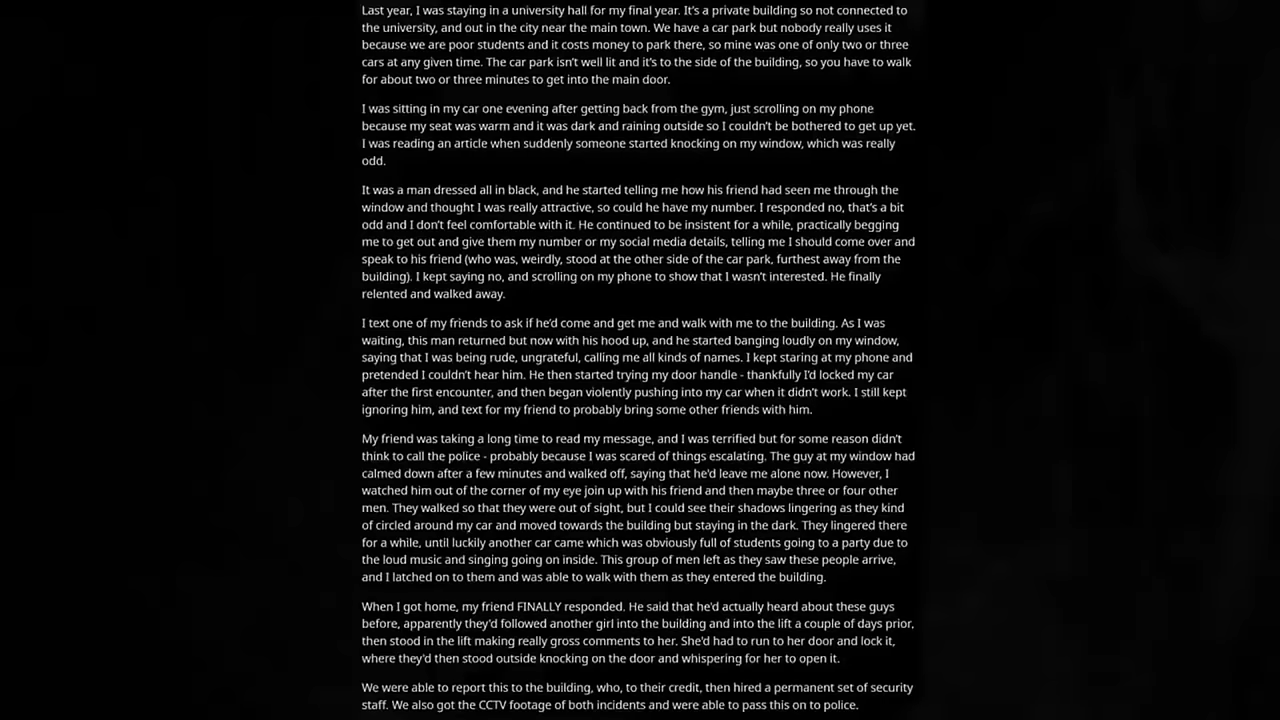 Last year, I was staying in a university hall for my final year. It's a private building so not connected to
the university, and out in the city near the main town. We have a car park but nobody really uses it
because we are poor students and it costs money to park there, so mine was one of only two or three
cars at any given time. The car park isn't well lit and it's to the side of the building, so you have to walk
for about two or three minutes to get into the main door.
I was sitting in my car one evening after getting back from the gym, just scrolling on my phone
because my seat was warm and it was dark and raining outside so I couldn't be bothered to get up yet.
I was reading an article when suddenly someone started knocking on my window, which was really
odd.
It was a man dressed all in black, and he started telling me how his friend had seen me through the
window and thought I was really attractive, so could he have my number. I responded no, that's a bit
odd and I don't feel comfortable with it. He continued to be insistent for a while, practically begging
me to get out and give them my number or my social media details, telling me I should come over and
speak to his friend (who was, weirdly, stood at the other side of the car park, furthest away from the
building). I kept saying no, and scrolling on my phone to show that I wasn't interested. He finally
relented and walked away.
I text one of my friends to ask if he'd come and get me and walk with me to the building. As I was
waiting, this man returned but now with his hood up, and he started banging loudly on my window,
saying that I was being rude, ungrateful, calling me all kinds of names. I kept staring at my phone and
pretended I couldn't hear him. He then started trying my door handle - thankfully I'd locked my car
after the first encounter, and then began violently pushing into my car when it didn't work. I still kept
ignoring him, and text for my friend to probably bring some other friends with him.
My friend was taking a long time to read my message, and I was terrified but for some reason didn't
think to call the police - probably because I was scared of things escalating. The guy at my window had
calmed down after a few minutes and walked off, saying that he'd leave me alone now. However, I
watched him out of the corner of my eye join up with his friend and then maybe three or four other
men. They walked so that they were out of sight, but I could see their shadows lingering as they kind
of circled around my car and moved towards the building but staying in the dark. They lingered there
for a while, until luckily another car came which was obviously full of students going to a party due to
the loud music and singing going on inside. This group of men left as they saw these people arrive,
and I latched on to them and was able to walk with them as they entered the building.
When I got home, my friend FINALLY responded. He said that he'd actually heard about these guys
before, apparently they'd followed another girl into the building and into the lift a couple of days prior,
then stood in the lift making really gross comments to her. She'd had to run to her door and lock it,
where they'd then stood outside knocking on the door and whispering for her to open it.
We were able to report this to the building, who, to their credit, then hired a permanent set of security
staff. We also got the CCTV footage of both incidents and were able to pass this on to police.